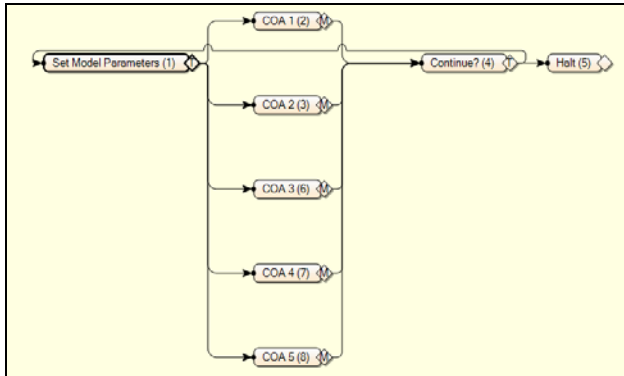 COA 1 (2) M
Set Model Parameters (1) T
Continue? (4) T
Halt (5)
COA 2 (3) M
COA 3 (6) M
COA 4 (7) M
COA 5 (8) M